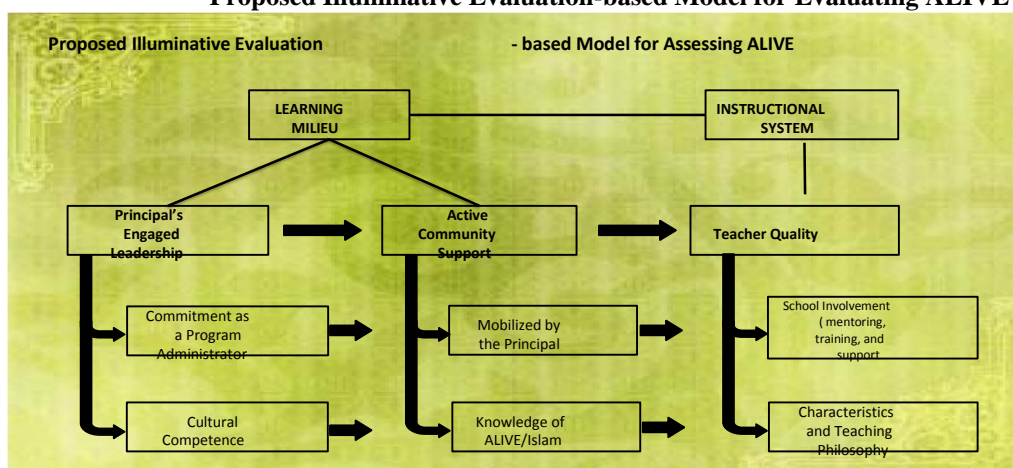 Proposed Illuminative Evaluation-based Model for Evaluating ALIVE
Proposed Illuminative Evaluation - based Model for Assessing ALIVE
LEARNING
MILIEU
INSTRUCTIONAL
SYSTEM
Principal's
Engaged
Leadership
Active
Community
Support
Teacher Quality
Commitment as
a Program
Administrator
Mobilized by
the Principal
School Involvement
( mentoring,
training, and
support
Cultural
Competence
Knowledge of
ALIVE/Islam
Characteristics
and Teaching
Philosophy